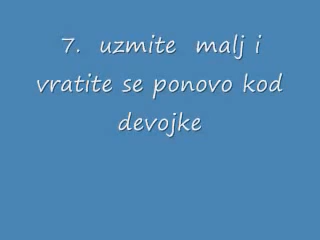 7. uzmite malj i
vratite se ponovo kod
devojke